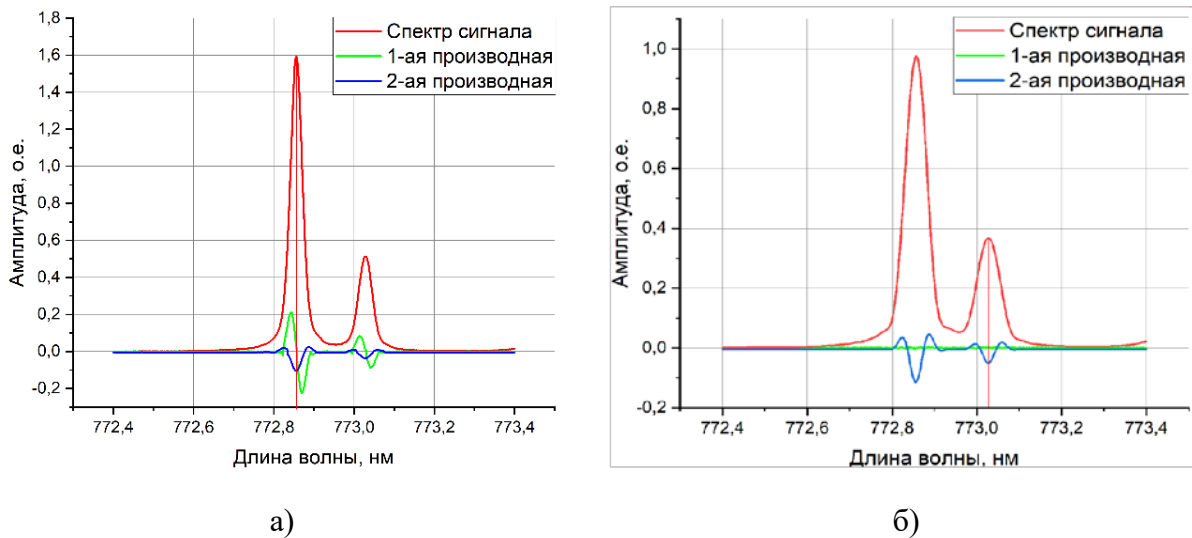 1,8
1,6
1,4
1,2
1,0
0,8
0,6
0,4
0,2
0,0
-0,2
Амплитуда, о.е.
Спектр сигнала
1-ая производная
2-ая производная
772,4
772,6
772,8
773,0
773,2
773,4
Длина волны, нм
а)
1,0
0,8
0,6
0,4
0,2
0,0
-0,2
Амплитуда, о.е.
Спектр сигнала
1-ая производная
2-ая производная
772,4
772,6
772,8
773,0
773,2
773,4
Длина волны, нм
б)